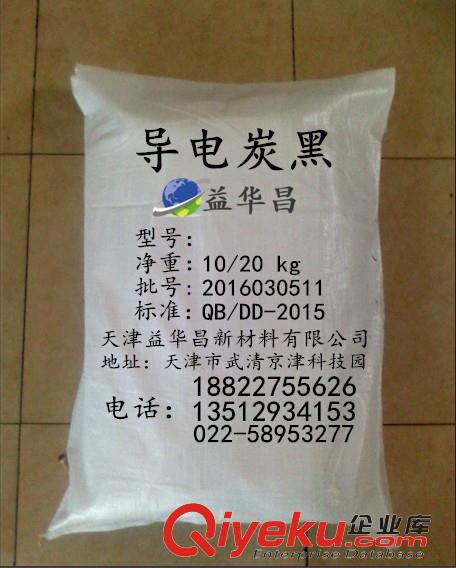 导电炭黑
益华昌
型号:
净重: 10/20 kg
批号: 2016030511
标准: QB/DD-2015
天津益华昌新材料有限公司
地址: 天津市武清京津科技园
18822755626
电话: 13512934153
022-58953277
Qiyeku.com 企业库
Enterprise Database